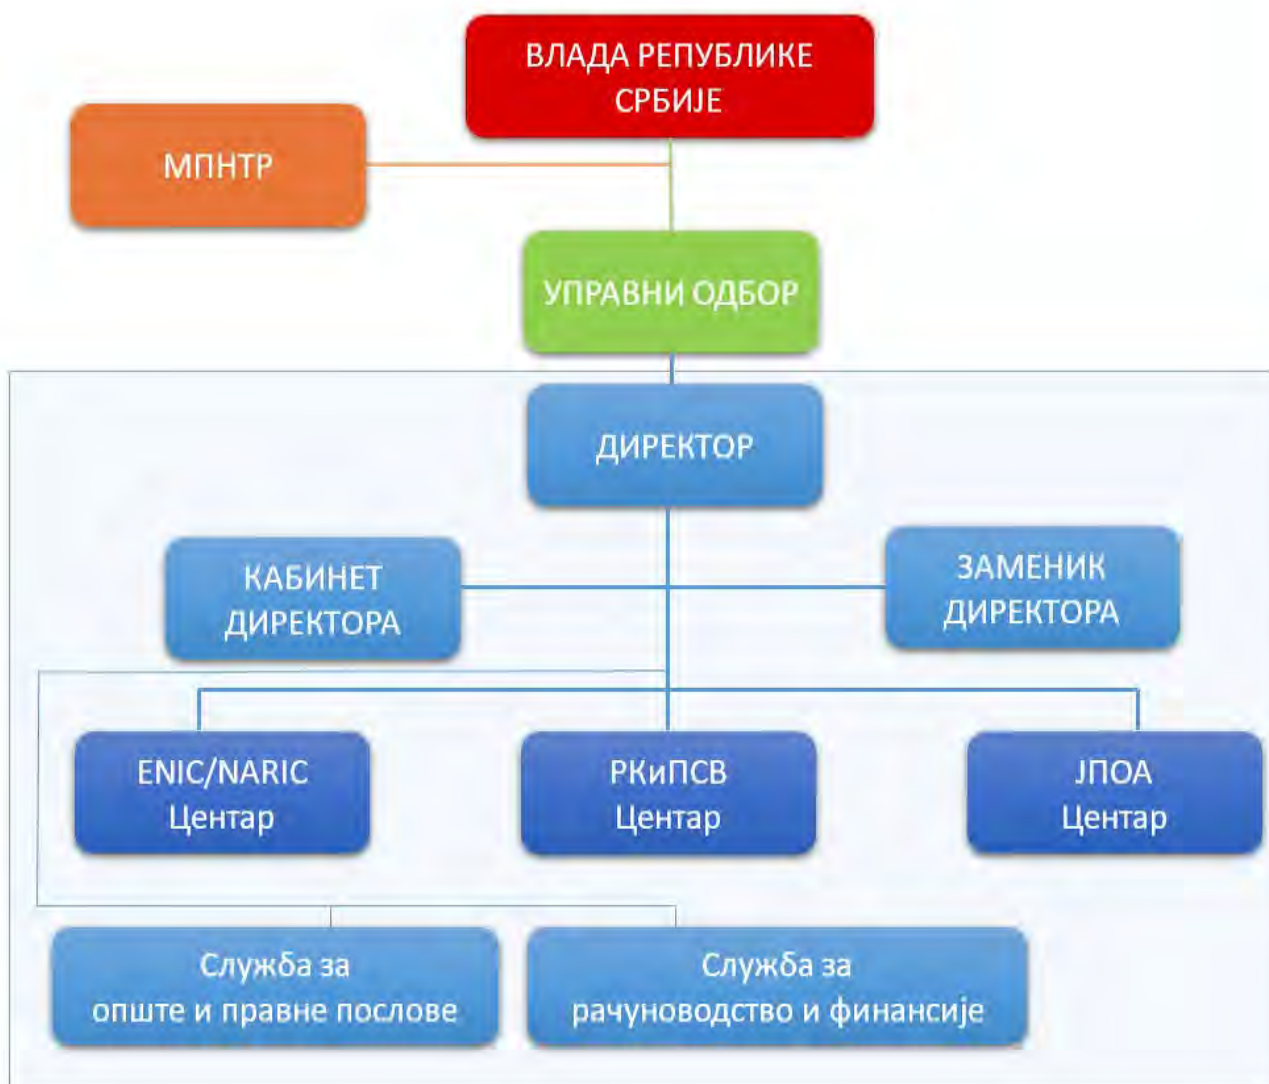 ВЛАДА РЕПУБЛИКЕ
СРБИЈЕ
МПНТР
УПРАВНИ ОДБОР
ДИРЕКТОР
КАБИНЕТ
ДИРЕКТОРА
ЗАМЕНИК
ДИРЕКТОРА
ENIC/NARIC
Центар
РКиПСВ
Центар
ЈПОА
Центар
Служба за
опште и правне послове
Служба за
рачуноводство и финансије